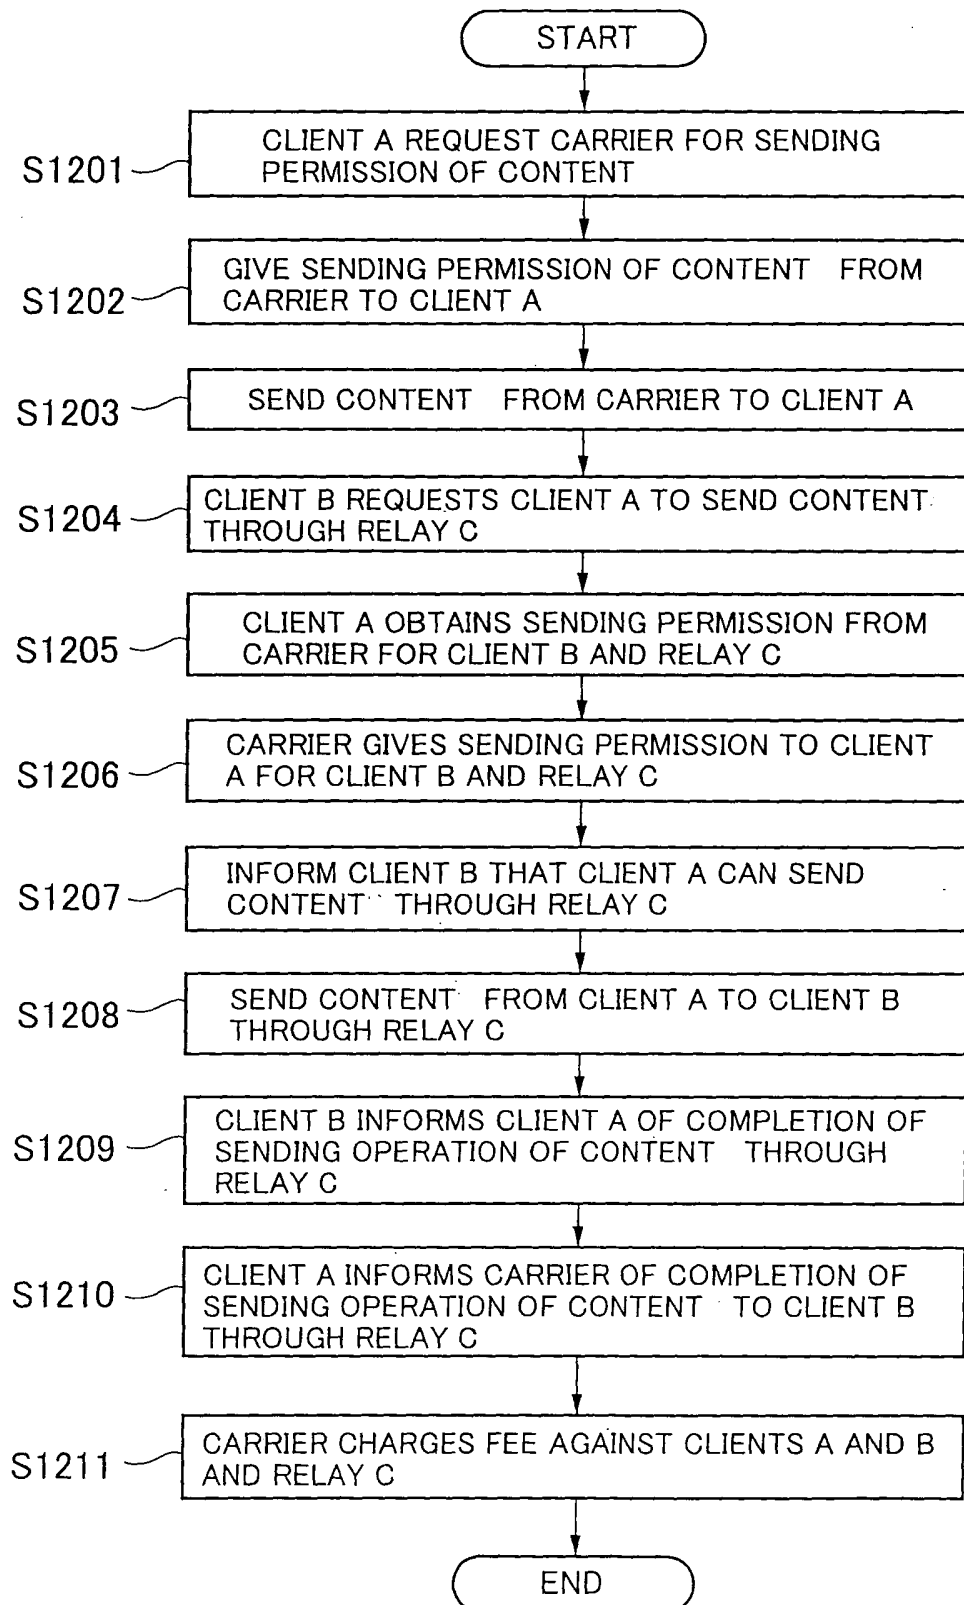 START
S1201
CLIENT A REQUEST CARRIER FOR SENDING
PERMISSION OF CONTENT
S1202
GIVE SENDING PERMISSION OF CONTENT FROM
CARRIER TO CLIENT A
S1203
SEND CONTENT FROM CARRIER TO CLIENT A
S1204
CLIENT B REQUESTS CLIENT A TO SEND CONTENT
THROUGH RELAY C
S1205
CLIENT A OBTAINS SENDING PERMISSION FROM
CARRIER FOR CLIENT B AND RELAY C
S1206
CARRIER GIVES SENDING PERMISSION TO CLIENT
A FOR CLIENT B AND RELAY C
S1207
INFORM CLIENT B THAT CLIENT A CAN SEND
CONTENT THROUGH RELAY C
S1208
SEND CONTENT FROM CLIENT A TO CLIENT B
THROUGH RELAY C
S1209
CLIENT B INFORMS CLIENT A OF COMPLETION OF
SENDING OPERATION OF CONTENT THROUGH
RELAY C
S1210
CLIENT A INFORMS CARRIER OF COMPLETION OF
SENDING OPERATION OF CONTENT TO CLIENT B
THROUGH RELAY C
S1211
CARRIER CHARGES FEE AGAINST CLIENTS A AND B
AND RELAY C
END